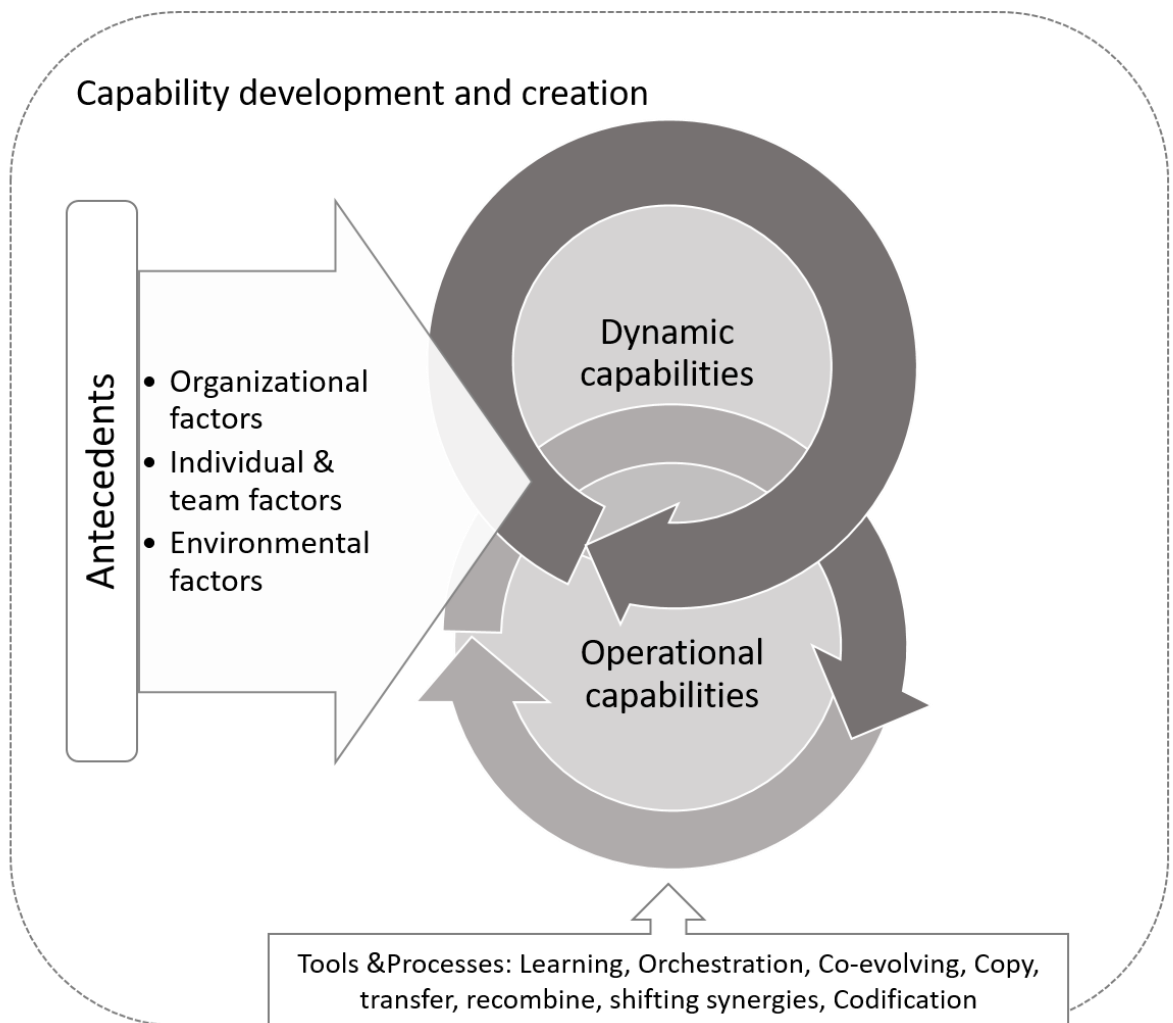 Capability development and creation
Antecedents
• Organizational
factors
• Individual &
team factors
• Environmental
factors
Dynamic
capabilities
Operational
capabilities
Tools &Processes: Learning, Orchestration, Co-evolving, Copy,
transfer, recombine, shifting synergies, Codification